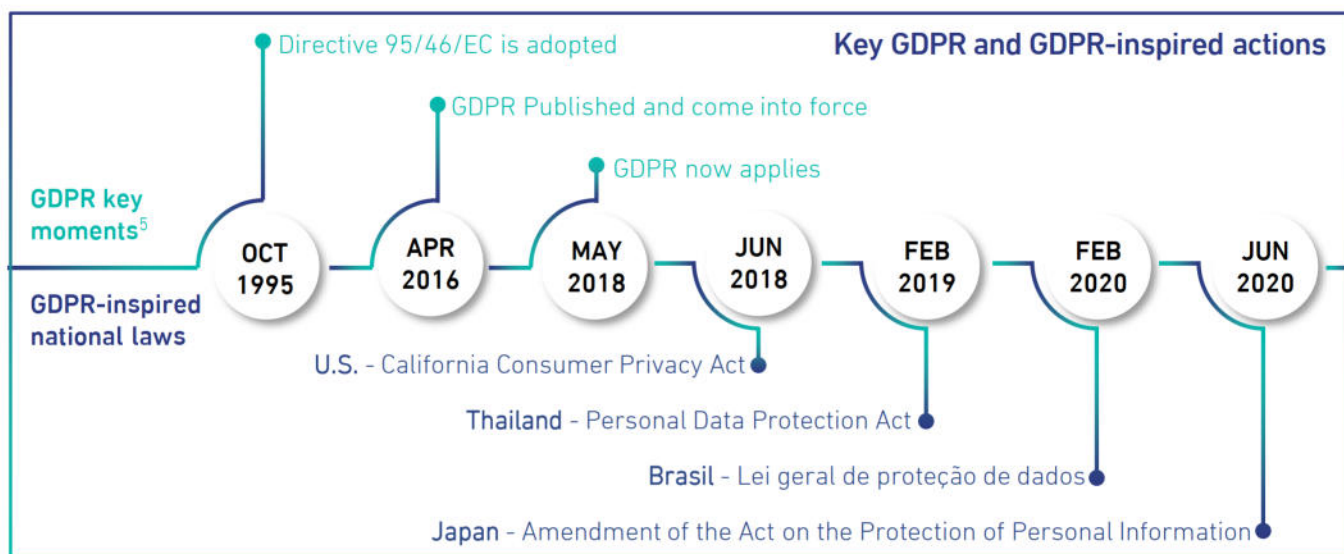 Key GDPR and GDPR-inspired actions
Directive 95/46/EC is adopted
GDPR Published and come into force
GDPR now applies
GDPR key
moments⁵
OCT
1995
APR
2016
MAY
2018
JUN
2018
FEB
2019
FEB
2020
JUN
2020
GDPR-inspired
national laws
U.S. - California Consumer Privacy Act
Thailand - Personal Data Protection Act
Brasil - Lei geral de proteção de dados
Japan - Amendment of the Act on the Protection of Personal Information